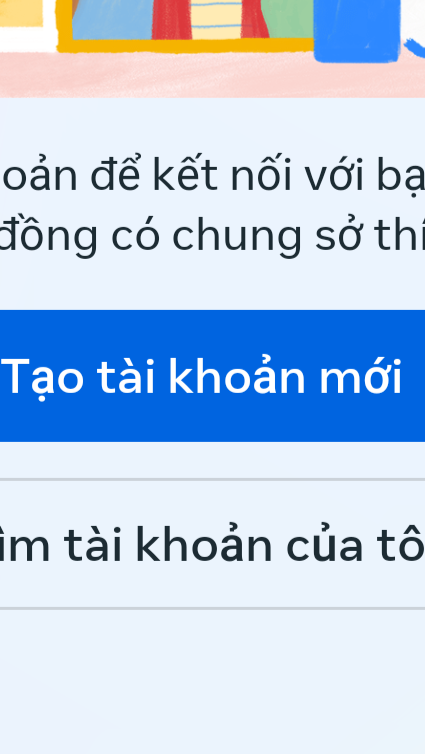 oản để kết nối với bạ
đồng có chung sở thí
Tạo tài khoản mới
ìm tài khoản của tô